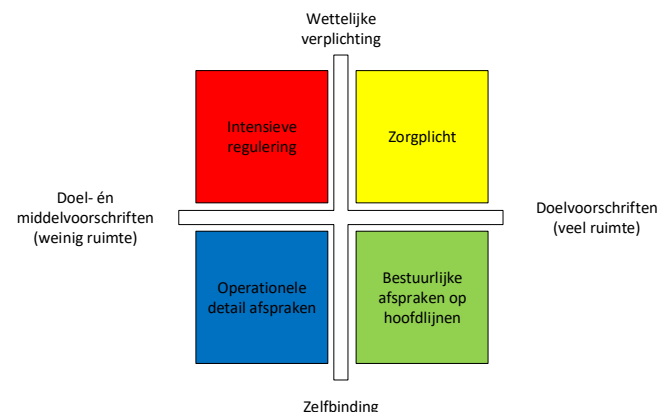 Wettelijke
verplichting
Intensieve
regulering
Zorgplicht
Doel- én
middelvoorschriften
(weinig ruimte)
Doelvoorschriften
(veel ruimte)
Operationele
detail afspraken
Bestuurlijke
afspraken op
hoofdlijnen
Zelfbinding